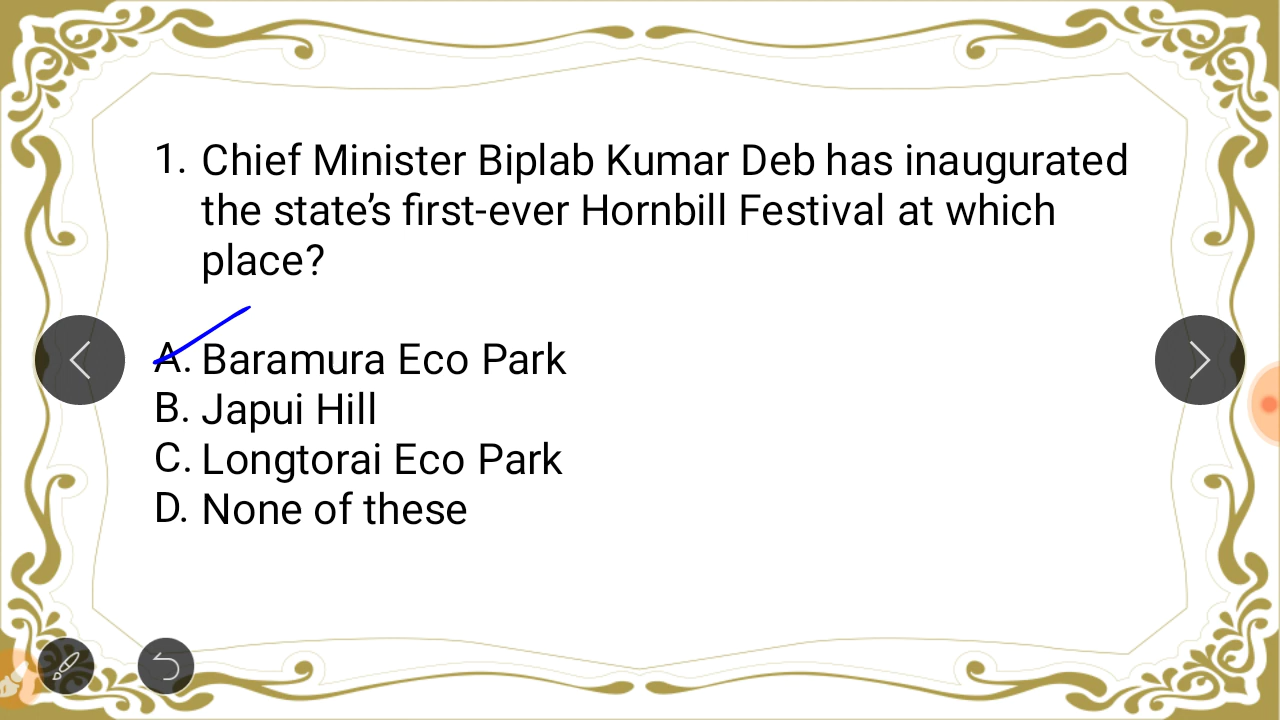 1. Chief Minister Biplab Kumar Deb has inaugurated
the state’s first-ever Hornbill Festival at which
place?
A. Baramura Eco Park
B. Japui Hill
C. Longtorai Eco Park
D. None of these